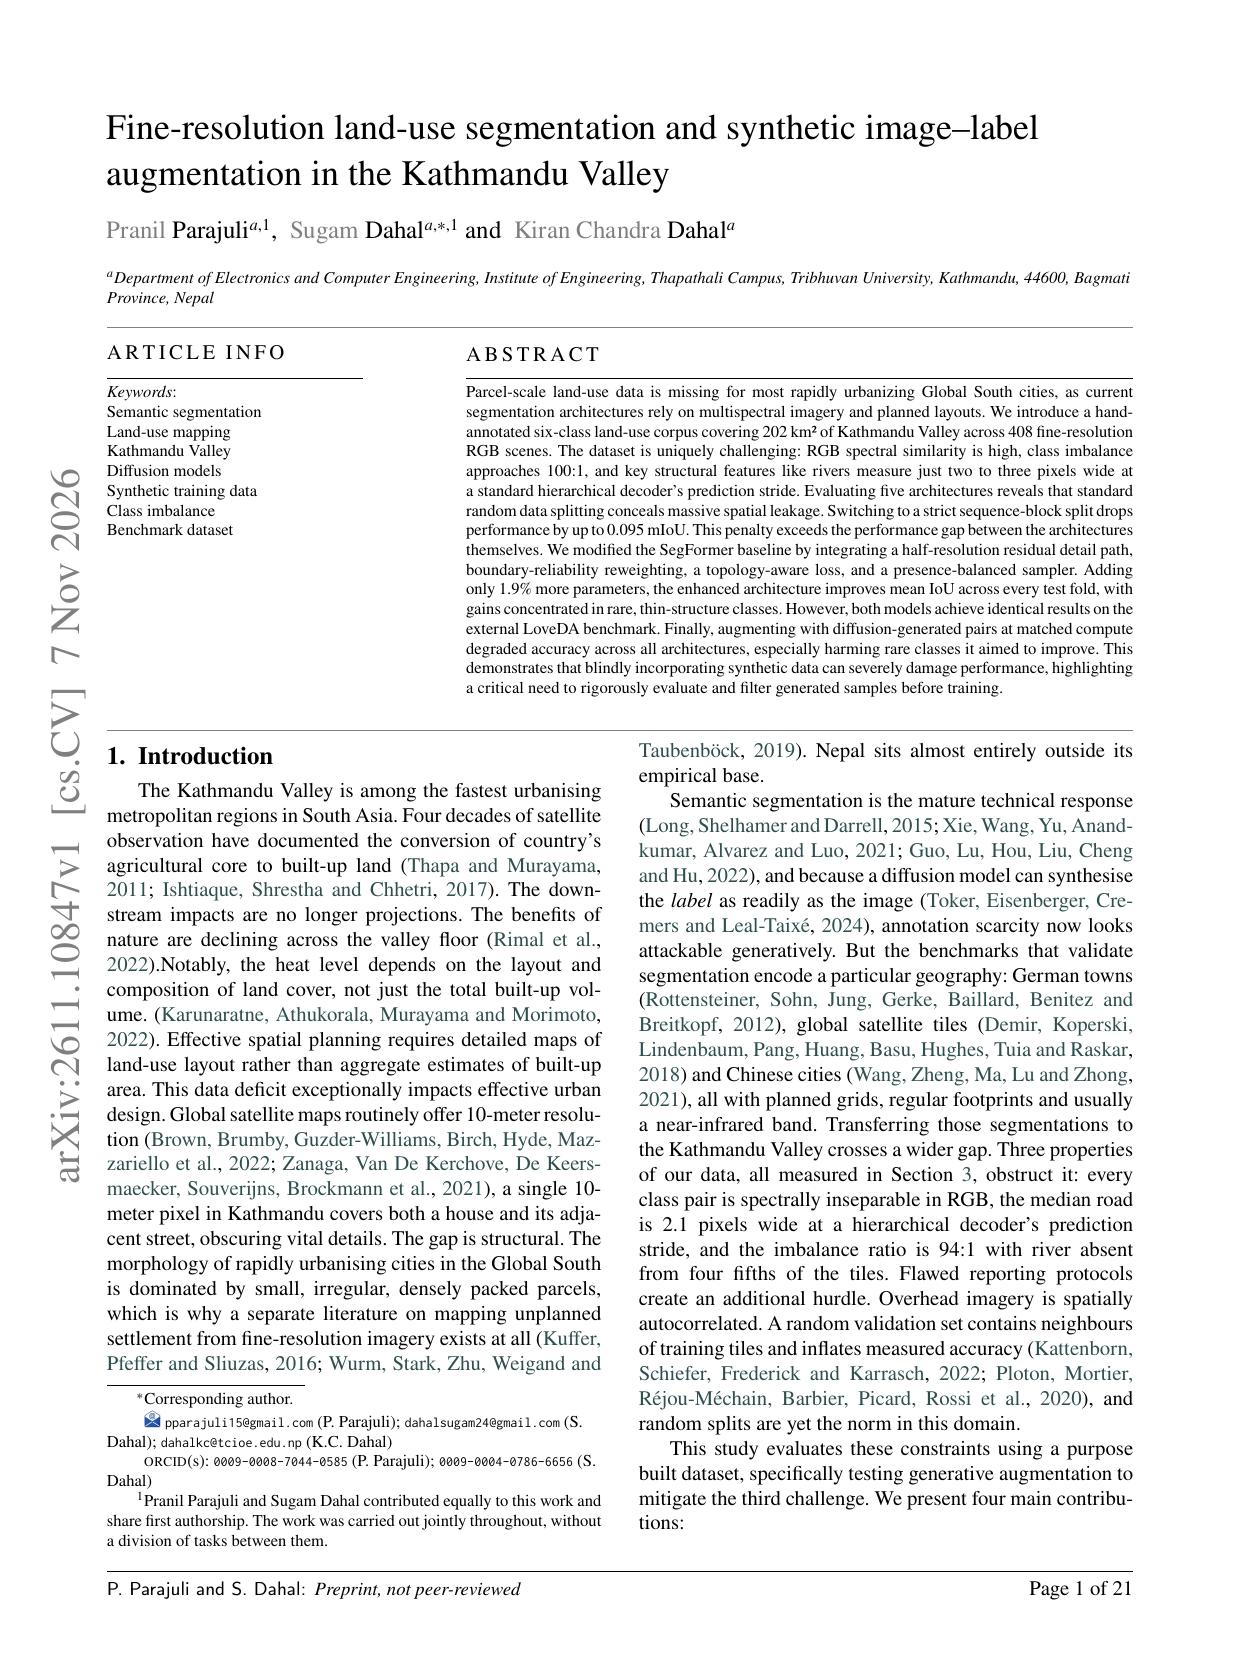 Fine-resolution land-use segmentation and synthetic image–label
augmentation in the Kathmandu Valley
Pranil Parajuli^{a,1}, Sugam Dahal^{a,∗,1} and Kiran Chandra Dahal^{a}
^{a}Department of Electronics and Computer Engineering, Institute of Engineering, Thapathali Campus, Tribhuvan University, Kathmandu, 44600, Bagmati
Province, Nepal
ARTICLE INFO
Keywords:
Semantic segmentation
Land-use mapping
Kathmandu Valley
Diffusion models
Synthetic training data
Class imbalance
Benchmark dataset
ABSTRACT
Parcel-scale land-use data is missing for most rapidly urbanizing Global South cities, as current
segmentation architectures rely on multispectral imagery and planned layouts. We introduce a hand-
annotated six-class land-use corpus covering 202 km² of Kathmandu Valley across 408 fine-resolution
RGB scenes. The dataset is uniquely challenging: RGB spectral similarity is high, class imbalance
approaches 100:1, and key structural features like rivers measure just two to three pixels wide at
a standard hierarchical decoder's prediction stride. Evaluating five architectures reveals that standard
random data splitting conceals massive spatial leakage. Switching to a strict sequence-block split drops
performance by up to 0.095 mIoU. This penalty exceeds the performance gap between the architectures
themselves. We modified the SegFormer baseline by integrating a half-resolution residual detail path,
boundary-reliability reweighting, a topology-aware loss, and a presence-balanced sampler. Adding
only 1.9% more parameters, the enhanced architecture improves mean IoU across every test fold, with
gains concentrated in rare, thin-structure classes. However, both models achieve identical results on the
external LoveDA benchmark. Finally, augmenting with diffusion-generated pairs at matched compute
degraded accuracy across all architectures, especially harming rare classes it aimed to improve. This
demonstrates that blindly incorporating synthetic data can severely damage performance, highlighting
a critical need to rigorously evaluate and filter generated samples before training.
arXiv:2611.10847v1 [cs.CV] 7 Nov 2026
1. Introduction
The Kathmandu Valley is among the fastest urbanising
metropolitan regions in South Asia. Four decades of satellite
observation have documented the conversion of country's
agricultural core to built-up land (Thapa and Murayama,
2011; Ishtiaque, Shrestha and Chhetri, 2017). The down-
stream impacts are no longer projections. The benefits of
nature are declining across the valley floor (Rimal et al.,
2022).Notably, the heat level depends on the layout and
composition of land cover, not just the total built-up vol-
ume. (Karunaratne, Athukorala, Murayama and Morimoto,
2022). Effective spatial planning requires detailed maps of
land-use layout rather than aggregate estimates of built-up
area. This data deficit exceptionally impacts effective urban
design. Global satellite maps routinely offer 10-meter resolu-
tion (Brown, Brumby, Guzder-Williams, Birch, Hyde, Maz-
zariello et al., 2022; Zanaga, Van De Kerchove, De Keers-
maecker, Souverijns, Brockmann et al., 2021), a single 10-
meter pixel in Kathmandu covers both a house and its adja-
cent street, obscuring vital details. The gap is structural. The
morphology of rapidly urbanising cities in the Global South
is dominated by small, irregular, densely packed parcels,
which is why a separate literature on mapping unplanned
settlement from fine-resolution imagery exists at all (Kuffer,
Pfeffer and Sliuzas, 2016; Wurm, Stark, Zhu, Weigand and
∗Corresponding author.
pparajuli15@gmail.com (P. Parajuli); dahalsugam24@gmail.com (S.
Dahal); dahalkc@tcioe.edu.np (K.C. Dahal)
ORCID(s): 0009-0008-7044-0585 (P. Parajuli); 0009-0004-0786-6656 (S.
Dahal)
^{1}Pranil Parajuli and Sugam Dahal contributed equally to this work and
share first authorship. The work was carried out jointly throughout, without
a division of tasks between them.
Taubenböck, 2019). Nepal sits almost entirely outside its
empirical base.
Semantic segmentation is the mature technical response
(Long, Shelhamer and Darrell, 2015; Xie, Wang, Yu, Anand-
kumar, Alvarez and Luo, 2021; Guo, Lu, Hou, Liu, Cheng
and Hu, 2022), and because a diffusion model can synthesise
the label as readily as the image (Toker, Eisenberger, Cre-
mers and Leal-Taixé, 2024), annotation scarcity now looks
attackable generatively. But the benchmarks that validate
segmentation encode a particular geography: German towns
(Rottensteiner, Sohn, Jung, Gerke, Baillard, Benitez and
Breitkopf, 2012), global satellite tiles (Demir, Koperski,
Lindenbaum, Pang, Huang, Basu, Hughes, Tuia and Raskar,
2018) and Chinese cities (Wang, Zheng, Ma, Lu and Zhong,
2021), all with planned grids, regular footprints and usually
a near-infrared band. Transferring those segmentations to
the Kathmandu Valley crosses a wider gap. Three properties
of our data, all measured in Section 3, obstruct it: every
class pair is spectrally inseparable in RGB, the median road
is 2.1 pixels wide at a hierarchical decoder's prediction
stride, and the imbalance ratio is 94:1 with river absent
from four fifths of the tiles. Flawed reporting protocols
create an additional hurdle. Overhead imagery is spatially
autocorrelated. A random validation set contains neighbours
of training tiles and inflates measured accuracy (Kattenborn,
Schiefer, Frederick and Karrasch, 2022; Ploton, Mortier,
Réjou-Méchain, Barbier, Picard, Rossi et al., 2020), and
random splits are yet the norm in this domain.
This study evaluates these constraints using a purpose
built dataset, specifically testing generative augmentation to
mitigate the third challenge. We present four main contribu-
tions:
P. Parajuli and S. Dahal: Preprint, not peer-reviewed
Page 1 of 21